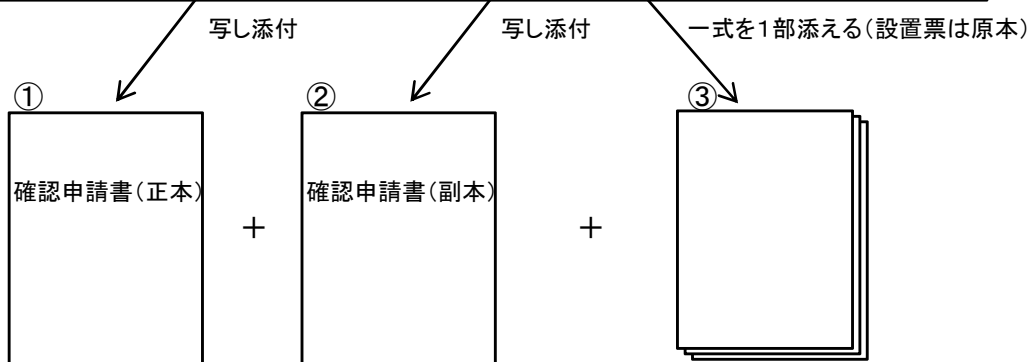 写し添付
写し添付
一式を1部添える(設置票は原本)
①
②
③
確認申請書(正本)
+
確認申請書(副本)
+